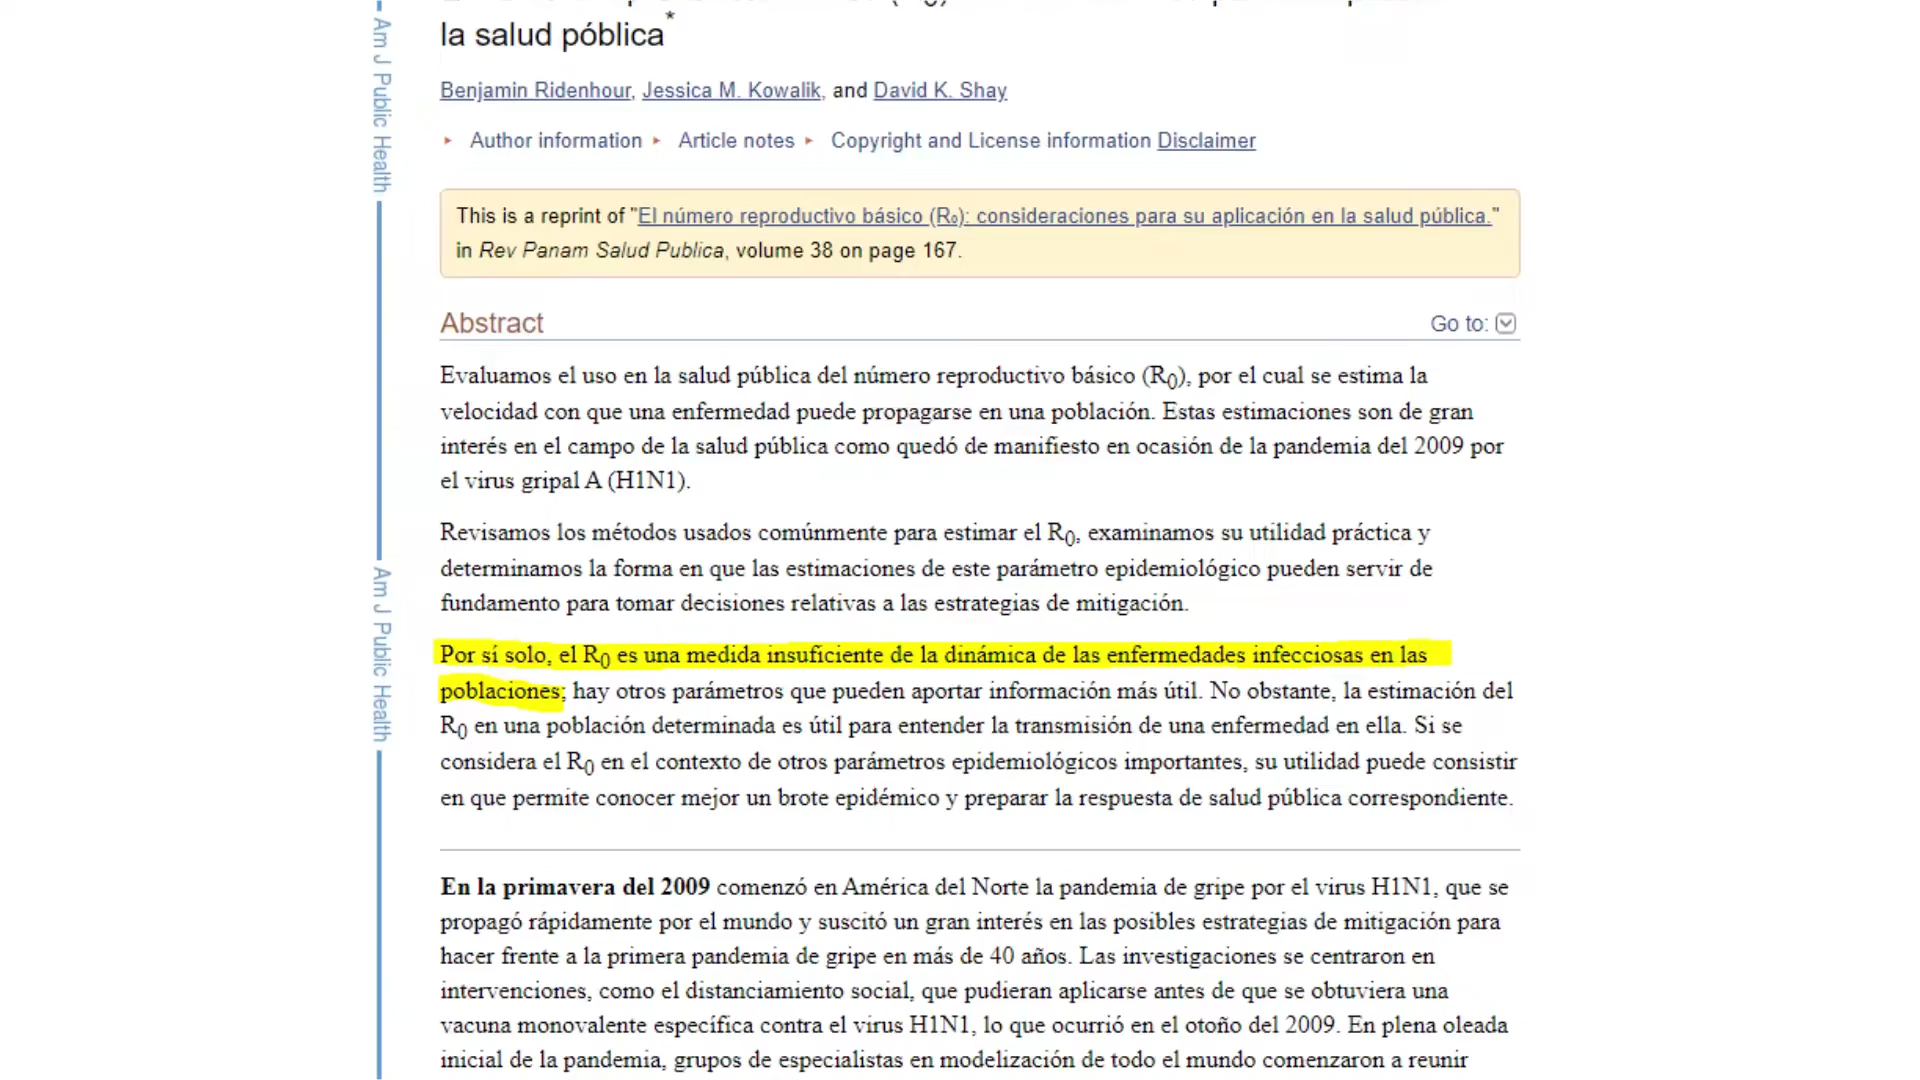 la salud póblica*
Benjamin Ridenhour, Jessica M. Kowalik, and David K. Shay
▸ Author information ▸ Article notes ▸ Copyright and License information Disclaimer
This is a reprint of "El número reproductivo básico (R₀): consideraciones para su aplicación en la salud pública."
in Rev Panam Salud Publica, volume 38 on page 167.
Abstract
Go to:
Evaluamos el uso en la salud pública del número reproductivo básico (R0), por el cual se estima la
velocidad con que una enfermedad puede propagarse en una población. Estas estimaciones son de gran
interés en el campo de la salud pública como quedó de manifiesto en ocasión de la pandemia del 2009 por
el virus gripal A (H1N1).
Revisamos los métodos usados comúnmente para estimar el R0, examinamos su utilidad práctica y
determinamos la forma en que las estimaciones de este parámetro epidemiológico pueden servir de
fundamento para tomar decisiones relativas a las estrategias de mitigación.
Por sí solo, el R0 es una medida insuficiente de la dinámica de las enfermedades infecciosas en las
poblaciones; hay otros parámetros que pueden aportar información más útil. No obstante, la estimación del
R0 en una población determinada es útil para entender la transmisión de una enfermedad en ella. Si se
considera el R0 en el contexto de otros parámetros epidemiológicos importantes, su utilidad puede consistir
en que permite conocer mejor un brote epidémico y preparar la respuesta de salud pública correspondiente.
En la primavera del 2009 comenzó en América del Norte la pandemia de gripe por el virus H1N1, que se
propagó rápidamente por el mundo y suscitó un gran interés en las posibles estrategias de mitigación para
hacer frente a la primera pandemia de gripe en más de 40 años. Las investigaciones se centraron en
intervenciones, como el distanciamiento social, que pudieran aplicarse antes de que se obtuviera una
vacuna monovalente específica contra el virus H1N1, lo que ocurrió en el otoño del 2009. En plena oleada
inicial de la pandemia, grupos de especialistas en modelización de todo el mundo comenzaron a reunir
Am J Public Health
Am J Public Health